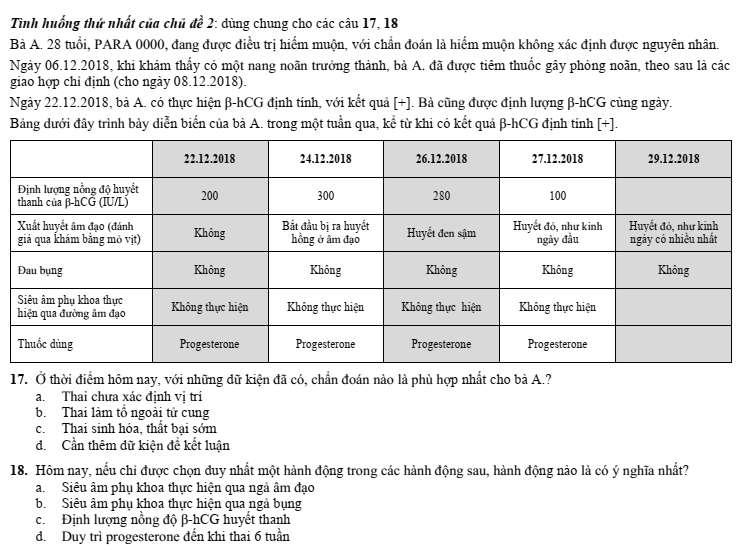 Tình huống thứ nhất của chủ đề 2: dùng chung cho các câu 17, 18
Bà A. 28 tuổi, PARA 0000, đang được điều trị hiếm muộn, với chẩn đoán là hiếm muộn không xác định được nguyên nhân.
Ngày 06.12.2018, khi khám thấy có một nang noãn trưởng thành, bà A. đã được tiêm thuốc gây phóng noãn, theo sau là các
giao hợp chỉ định (cho ngày 08.12.2018).
Ngày 22.12.2018, bà A. có thực hiện β-hCG định tính, với kết quả [+]. Bà cũng được định lượng β-hCG cùng ngày.
Bảng dưới đây trình bày diễn biến của bà A. trong một tuần qua, kể từ khi có kết quả β-hCG định tính [+].
22.12.2018 24.12.2018 26.12.2018 27.12.2018 29.12.2018
Định lượng nồng độ huyết
thanh của β-hCG (IU/L) 200 300 280 100
Xuất huyết âm đạo (đánh
giá qua khám bằng mỏ vịt) Không Bắt đầu bị ra huyết
hồng ở âm đạo Huyết đen sậm Huyết đỏ, như kinh
ngày đầu Huyết đỏ, như kinh
ngày có nhiều nhất
Đau bụng Không Không Không Không Không
Siêu âm phụ khoa thực
hiện qua đường âm đạo Không thực hiện Không thực hiện Không thực hiện Không thực hiện
Thuốc dùng Progesterone Progesterone Progesterone Progesterone
17. Ở thời điểm hôm nay, với những dữ kiện đã có, chẩn đoán nào là phù hợp nhất cho bà A.?
a. Thai chưa xác định vị trí
b. Thai làm tổ ngoài tử cung
c. Thai sinh hóa, thất bại sớm
d. Cần thêm dữ kiện để kết luận
18. Hôm nay, nếu chỉ được chọn duy nhất một hành động trong các hành động sau, hành động nào là có ý nghĩa nhất?
a. Siêu âm phụ khoa thực hiện qua ngả âm đạo
b. Siêu âm phụ khoa thực hiện qua ngả bụng
c. Định lượng nồng độ β-hCG huyết thanh
d. Duy trì progesterone đến khi thai 6 tuần